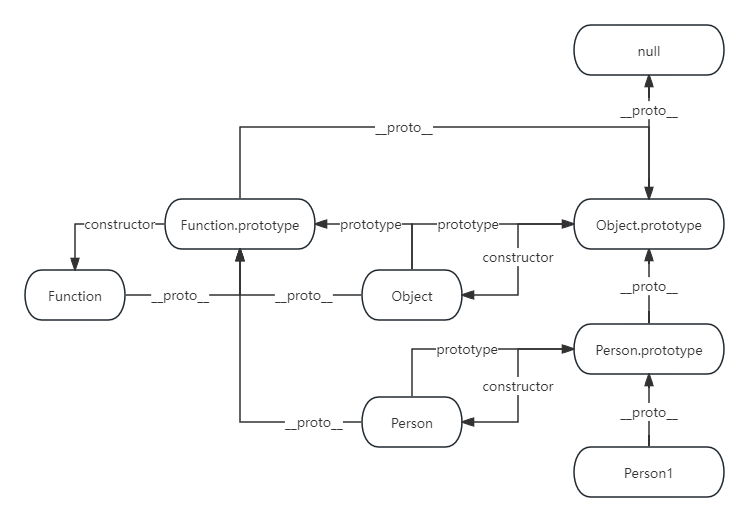 null
__proto__
__proto__
Function.prototype
Object.prototype
constructor
prototype
prototype
constructor
Function
__proto__
__proto__
Object
__proto__
prototype
Person.prototype
constructor
__proto__
Person
__proto__
Person1